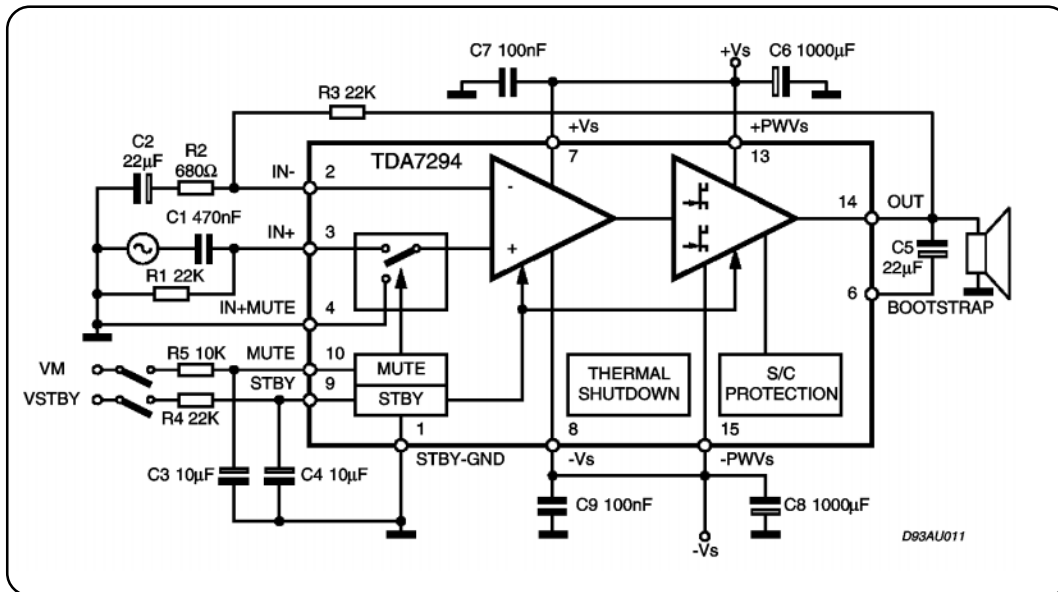 C7 100nF
+Vs
C6 1000µF
R3 22K
+Vs
+PWVs
C2
22µF
R2
680Ω
TDA7294
7
13
IN-
2
-
14
OUT
C1 470nF
IN+
3
+
C5
22µF
R1 22K
IN+MUTE
4
6
BOOTSTRAP
VM
R5 10K
MUTE
10
MUTE
THERMAL
SHUTDOWN
S/C
PROTECTION
VSTBY
R4 22K
STBY
9
STBY
1
8
15
STBY-GND
-Vs
-PWVs
C3 10µF
C4 10µF
C9 100nF
C8 1000µF
-Vs
D93AU011